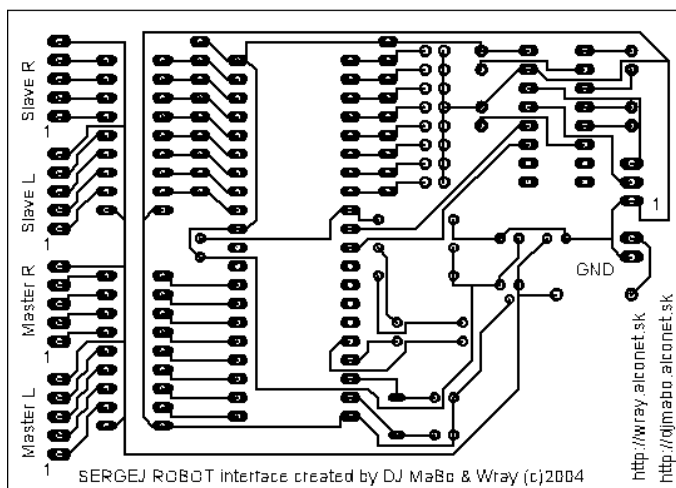 Slave R
1
Slave L
1
Master R
1
Master L
1
1
GND
http://wray.alconet.sk
http://djmabo.alconet.sk
SERGEJ ROBOT interface created by DJ MaBo & Wray (c)2004